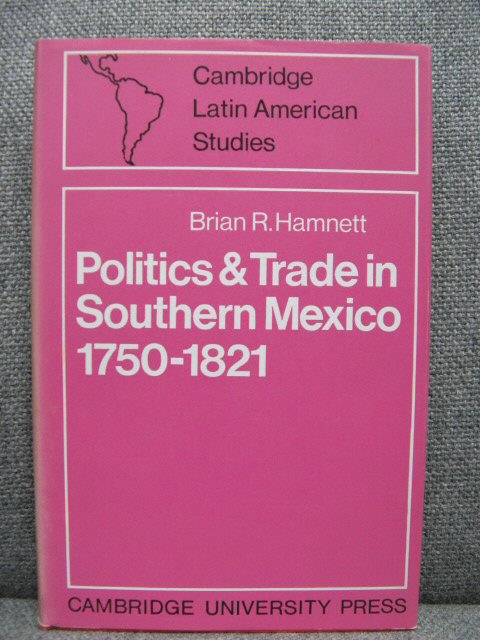 Cambridge
Latin American
Studies
Brian R. Hamnett
Politics & Trade in
Southern Mexico
1750-1821
CAMBRIDGE UNIVERSITY PRESS